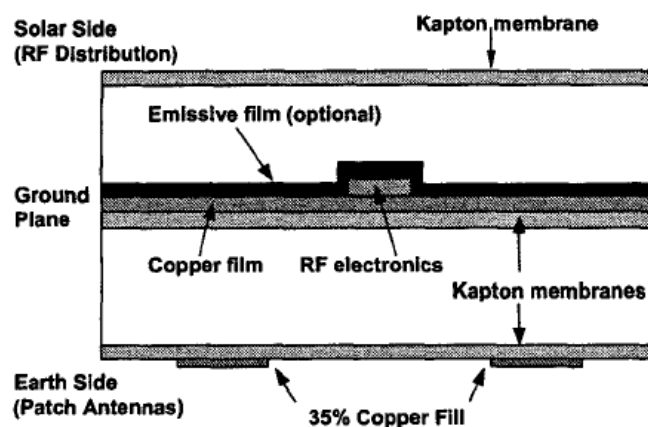 Solar Side
(RF Distribution)
Kapton membrane
Emissive film (optional)
Ground
Plane
Copper film
RF electronics
Kapton membranes
Earth Side
(Patch Antennas)
35% Copper Fill